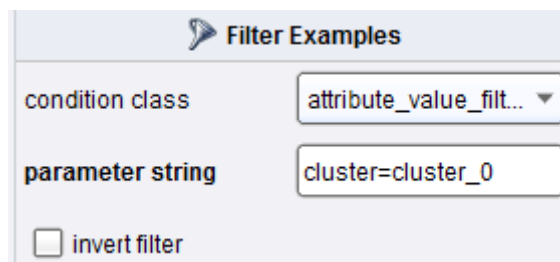 Filter Examples
condition class attribute_value_filt...
parameter string cluster=cluster_0
invert filter